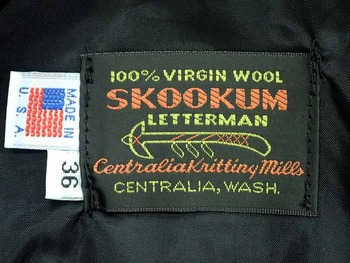 100% VIRGIN WOOL
SKOOKUM
LETTERMAN
Centralia Knitting Mills
CENTRALIA, WASH.
MADE IN
U.S.A.
36